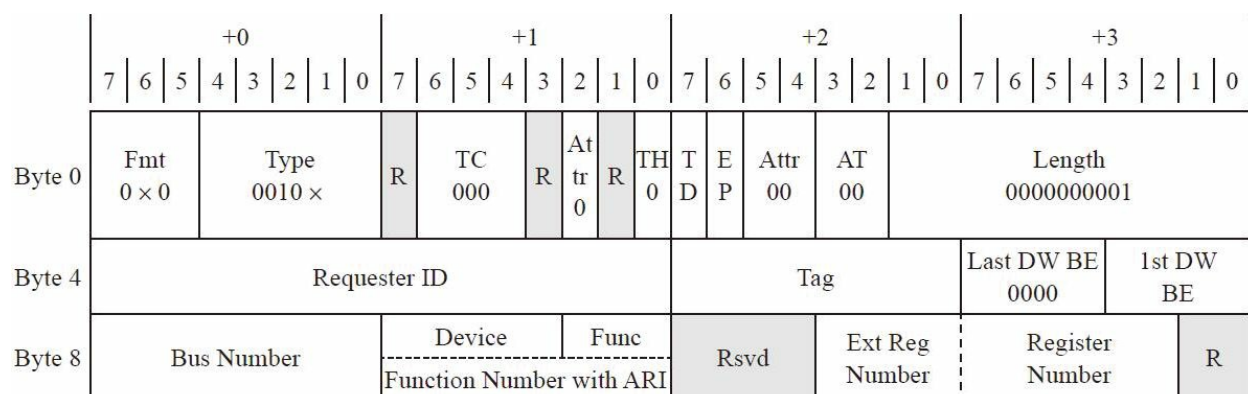 +0 +1 +2 +3
7 6 5 4 3 2 1 0 7 6 5 4 3 2 1 0 7 6 5 4 3 2 1 0 7 6 5 4 3 2 1 0
Byte 0
Fmt
0 × 0
Type
0010 ×
R
TC
000
R
At
tr
0
R
TH
0
T
D
E
P
Attr
00
AT
00
Length
0000000001
Byte 4
Requester ID
Tag
Last DW BE
0000
1st DW
BE
Byte 8
Bus Number
Device
Func
Function Number with ARI
Rsvd
Ext Reg
Number
Register
Number
R